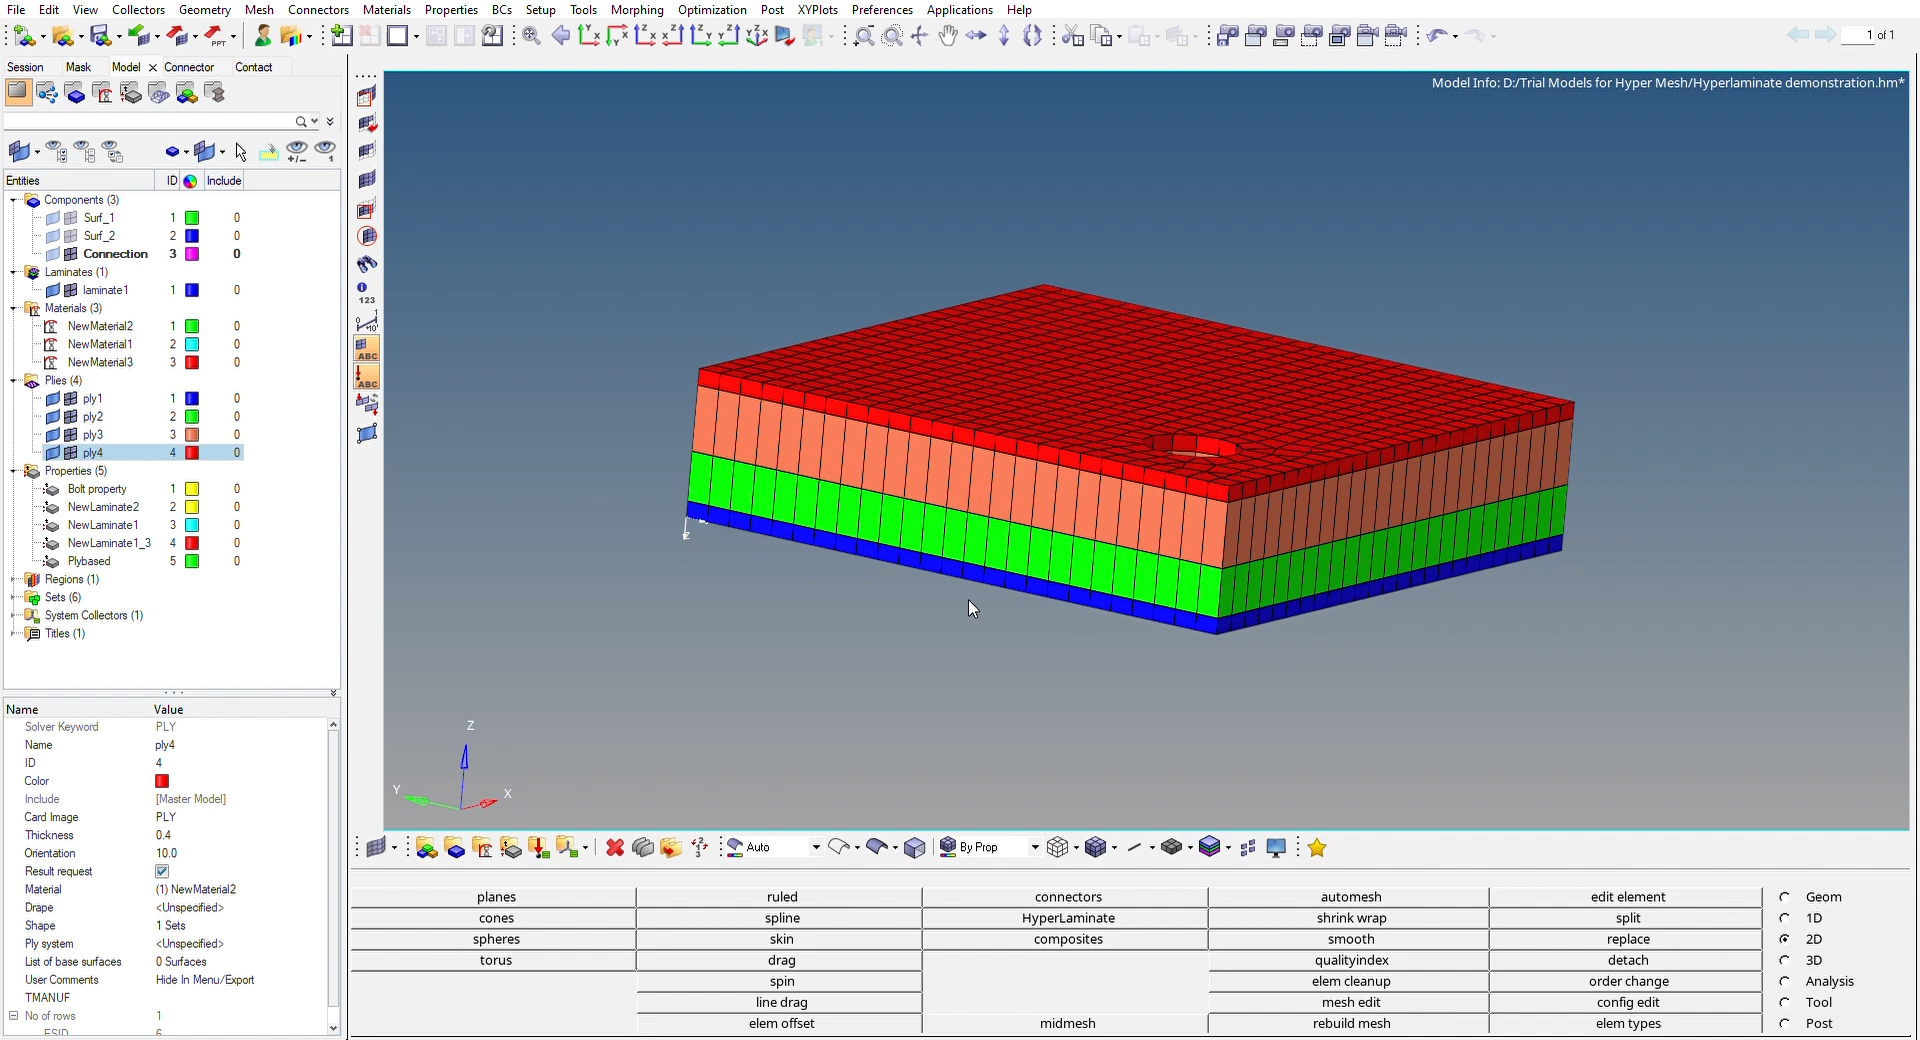 File Edit View Collectors Geometry Mesh Connectors Materials Properties BCs Setup Tools Morphing Optimization Post XYPlots Preferences Applications Help
PPT
1 of 1
Session Mask Model Connector Contact
Model Info: D:/Trial Models for Hyper Mesh/Hyperlaminate demonstration.hm*
Entities ID Include
Components (3)
Surf_1 1 0
Surf_2 2 0
Connection 3 0
Laminates (1)
laminate1 1 0
Materials (3)
NewMaterial2 1 0
NewMaterial1 2 0
NewMaterial3 3 0
Plies (4)
ply1 1 0
ply2 2 0
ply3 3 0
ply4 4 0
Properties (5)
Bolt property 1 0
NewLaminate2 2 0
NewLaminate1 3 0
NewLaminate1_3 4 0
Plybased 5 0
Regions (1)
Sets (6)
System Collectors (1)
Titles (1)
123
ABC
ABC
Z
Z
Y
X
Name Value
Solver Keyword PLY
Name ply4
ID 4
Color
Include [Master Model]
Card Image PLY
Thickness 0.4
Orientation 10.0
Result request
Material (1) NewMaterial2
Drape <Unspecified>
Shape 1 Sets
Ply system <Unspecified>
List of base surfaces 0 Surfaces
User Comments Hide In Menu/Export
TMANUF
No of rows 1
ESID 6
Auto By Prop
planes ruled connectors automesh edit element Geom
cones spline HyperLaminate shrink wrap split 1D
spheres skin composites smooth replace 2D
torus drag qualityindex detach 3D
spin elem cleanup order change Analysis
line drag mesh edit config edit Tool
elem offset midmesh rebuild mesh elem types Post